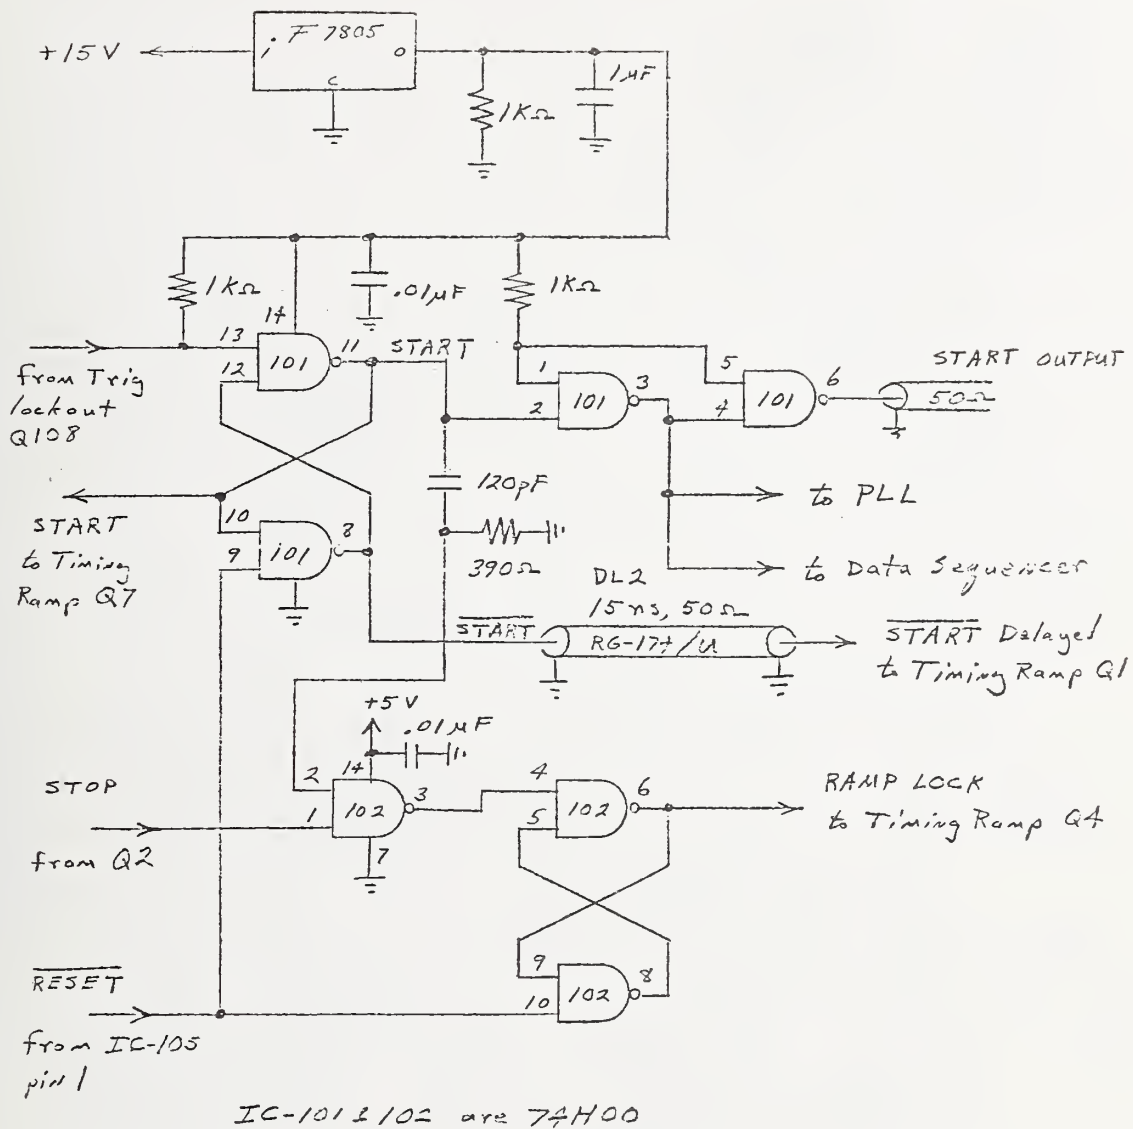 F 7805
+15V
i
o
c
1KΩ
1µF
1KΩ
.01µF
1KΩ
14
13
12
101
11
START
from Trig
lockout
Q108
1
2
101
3
5
4
101
6
START OUTPUT
50Ω
120pF
390Ω
to PLL
to Data Sequencer
START
to Timing
Ramp Q7
10
9
101
8
DL2
15ns, 50Ω
START
RG-174/U
START Delayed
to Timing Ramp Q1
+5V
.01µF
STOP
from Q2
2
1
14
102
3
7
4
5
102
6
RAMP LOCK
to Timing Ramp Q4
9
10
102
8
RESET
from IC-105
pin 1
IC-101 & 102 are 74H00